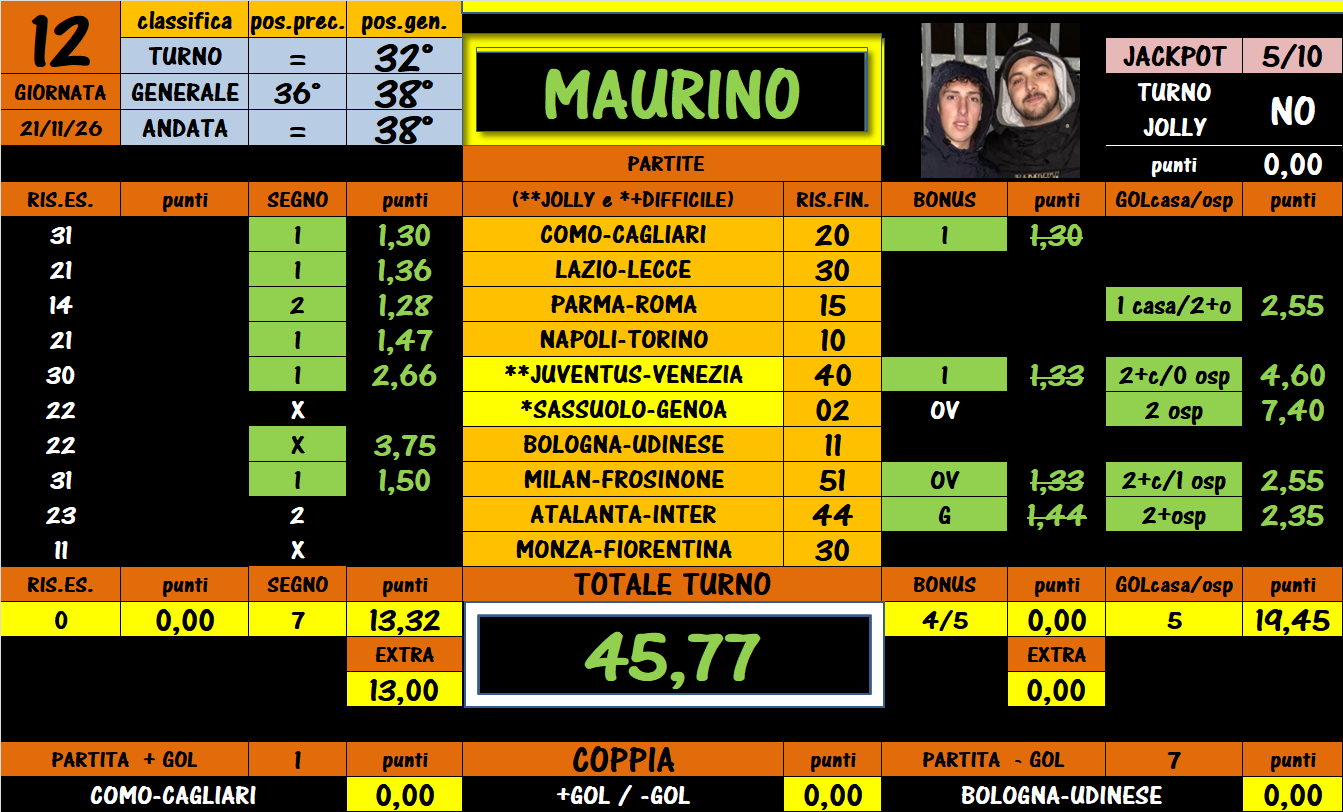 12 classifica pos.prec. pos.gen.
TURNO = 32° MAURINO JACKPOT 5/10
GIORNATA GENERALE 36° 38° TURNO JOLLY NO
21/11/26 ANDATA = 38°
PARTITE punti 0,00
RIS.ES. punti SEGNO punti (**JOLLY e *+DIFFICILE) RIS.FIN. BONUS punti GOLcasa/osp punti
31 1 1,30 COMO-CAGLIARI 20 1 1,30
21 1 1,36 LAZIO-LECCE 30
14 2 1,28 PARMA-ROMA 15 1 casa/2+o 2,55
21 1 1,47 NAPOLI-TORINO 10
30 1 2,66 **JUVENTUS-VENEZIA 40 1 1,33 2+c/0 osp 4,60
22 X *SASSUOLO-GENOA 02 OV 2 osp 7,40
22 X 3,75 BOLOGNA-UDINESE 11
31 1 1,50 MILAN-FROSINONE 51 OV 1,33 2+c/1 osp 2,55
23 2 ATALANTA-INTER 44 G 1,44 2+osp 2,35
11 X MONZA-FIORENTINA 30
RIS.ES. punti SEGNO punti TOTALE TURNO BONUS punti GOLcasa/osp punti
0 0,00 7 13,32 45,77 4/5 0,00 5 19,45
EXTRA EXTRA
13,00 0,00
PARTITA + GOL 1 punti COPPIA punti PARTITA - GOL 7 punti
COMO-CAGLIARI 0,00 +GOL / -GOL 0,00 BOLOGNA-UDINESE 0,00